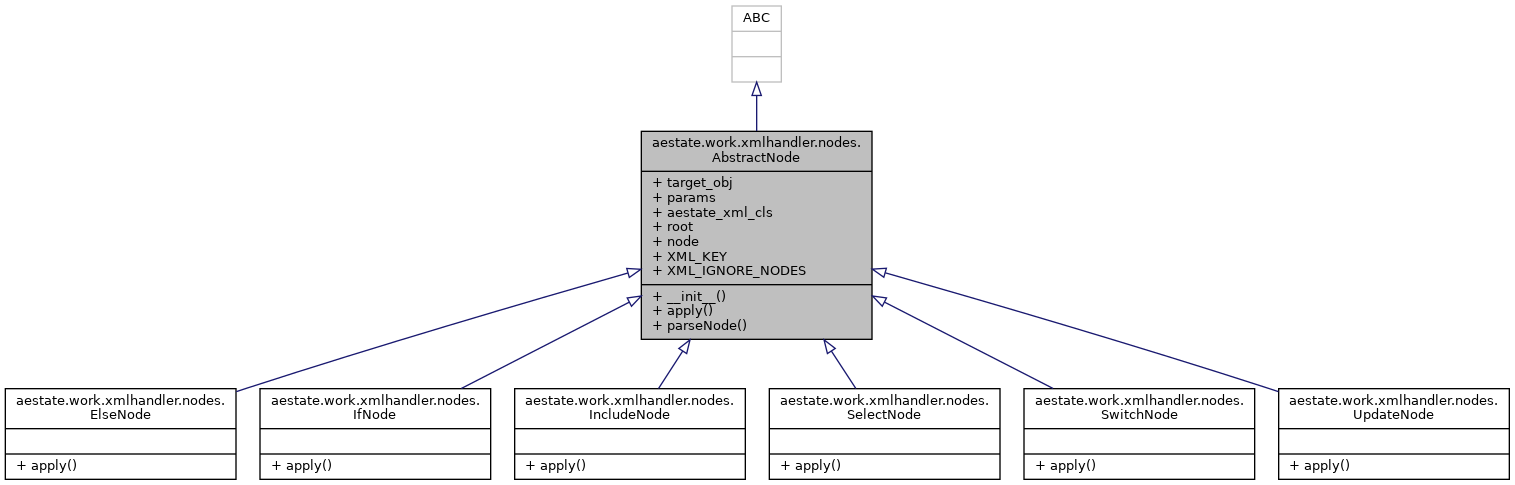 ABC
aestate.work.xmlhandler.nodes.
AbstractNode
+ target_obj
+ params
+ aestate_xml_cls
+ root
+ node
+ XML_KEY
+ XML_IGNORE_NODES
+ __init__()
+ apply()
+ parseNode()
aestate.work.xmlhandler.nodes.
ElseNode
+ apply()
aestate.work.xmlhandler.nodes.
IfNode
+ apply()
aestate.work.xmlhandler.nodes.
IncludeNode
+ apply()
aestate.work.xmlhandler.nodes.
SelectNode
+ apply()
aestate.work.xmlhandler.nodes.
SwitchNode
+ apply()
aestate.work.xmlhandler.nodes.
UpdateNode
+ apply()